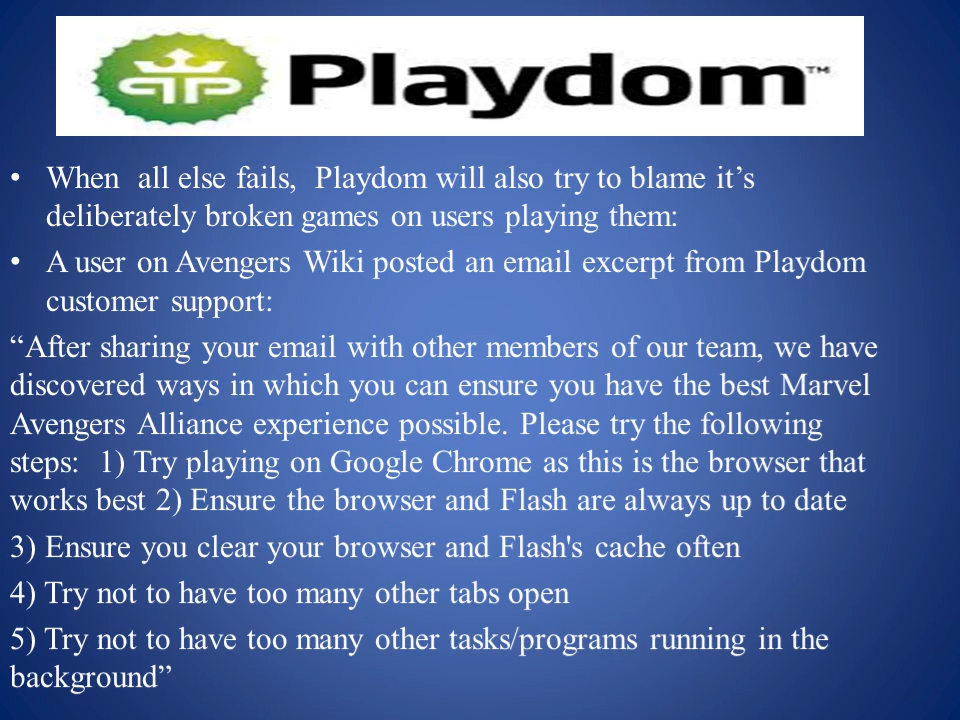 Playdom™
• When all else fails, Playdom will also try to blame it’s
deliberately broken games on users playing them:
• A user on Avengers Wiki posted an email excerpt from Playdom
customer support:
“After sharing your email with other members of our team, we have
discovered ways in which you can ensure you have the best Marvel
Avengers Alliance experience possible. Please try the following
steps: 1) Try playing on Google Chrome as this is the browser that
works best 2) Ensure the browser and Flash are always up to date
3) Ensure you clear your browser and Flash's cache often
4) Try not to have too many other tabs open
5) Try not to have too many other tasks/programs running in the
background”